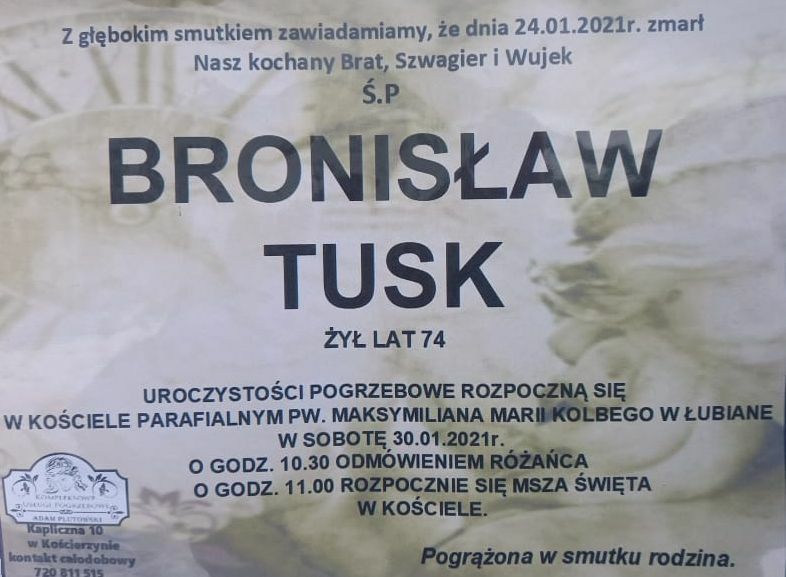 Z głębokim smutkiem zawiadamiamy, że dnia 24.01.2021r. zmarł
Nasz kochany Brat, Szwagier i Wujek
Ś.P
BRONISŁAW
TUSK
ŻYŁ LAT 74
UROCZYSTOŚCI POGRZEBOWE ROZPOCZNĄ SIĘ
W KOŚCIELE PARAFIALNYM PW. MAKSYMILIANA MARII KOLBEGO W ŁUBIANE
W SOBOTĘ 30.01.2021r.
O GODZ. 10.30 ODMÓWIENIEM RÓŻAŃCA
O GODZ. 11.00 ROZPOCZNIE SIĘ MSZA ŚWIĘTA
W KOŚCIELE.
KOMPLEKSOWE
USŁUGI POGRZEBOWE
ADAM PLUTOWSKI
Kapliczna 10
w Kościerzynie
kontakt całodobowy
720 811 515
Pogrążona w smutku rodzina.